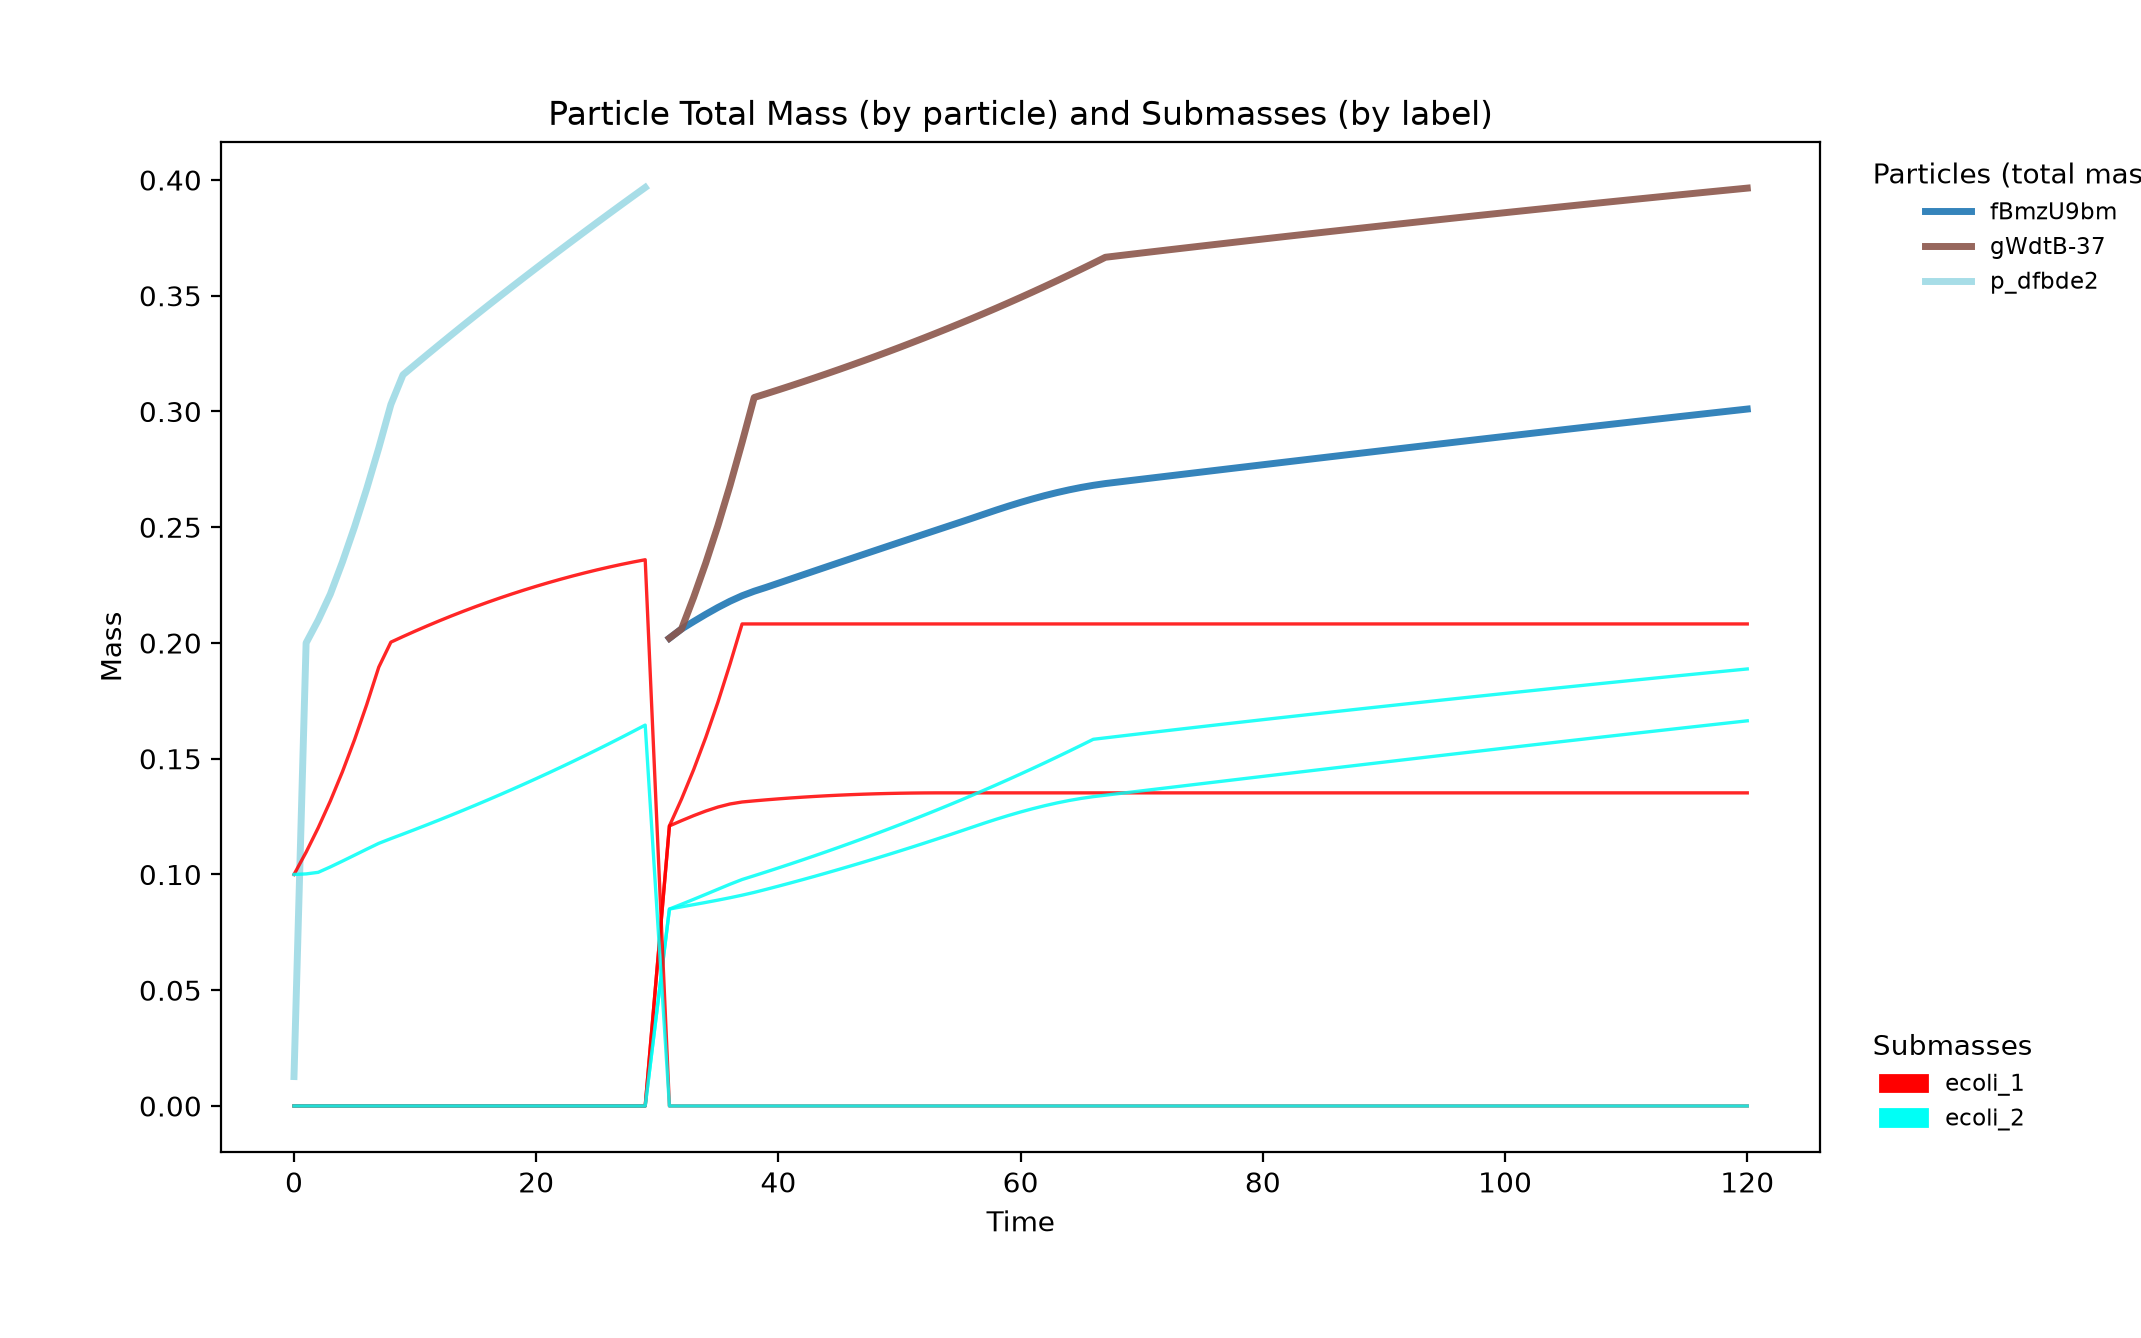 Particle Total Mass (by particle) and Submasses (by label)
0.40
0.35
0.30
0.25
0.20
0.15
0.10
0.05
0.00
Mass
0
20
40
60
80
100
120
Time
Particles (total mas
fBmzU9bm
gWdtB-37
p_dfbde2
Submasses
ecoli_1
ecoli_2